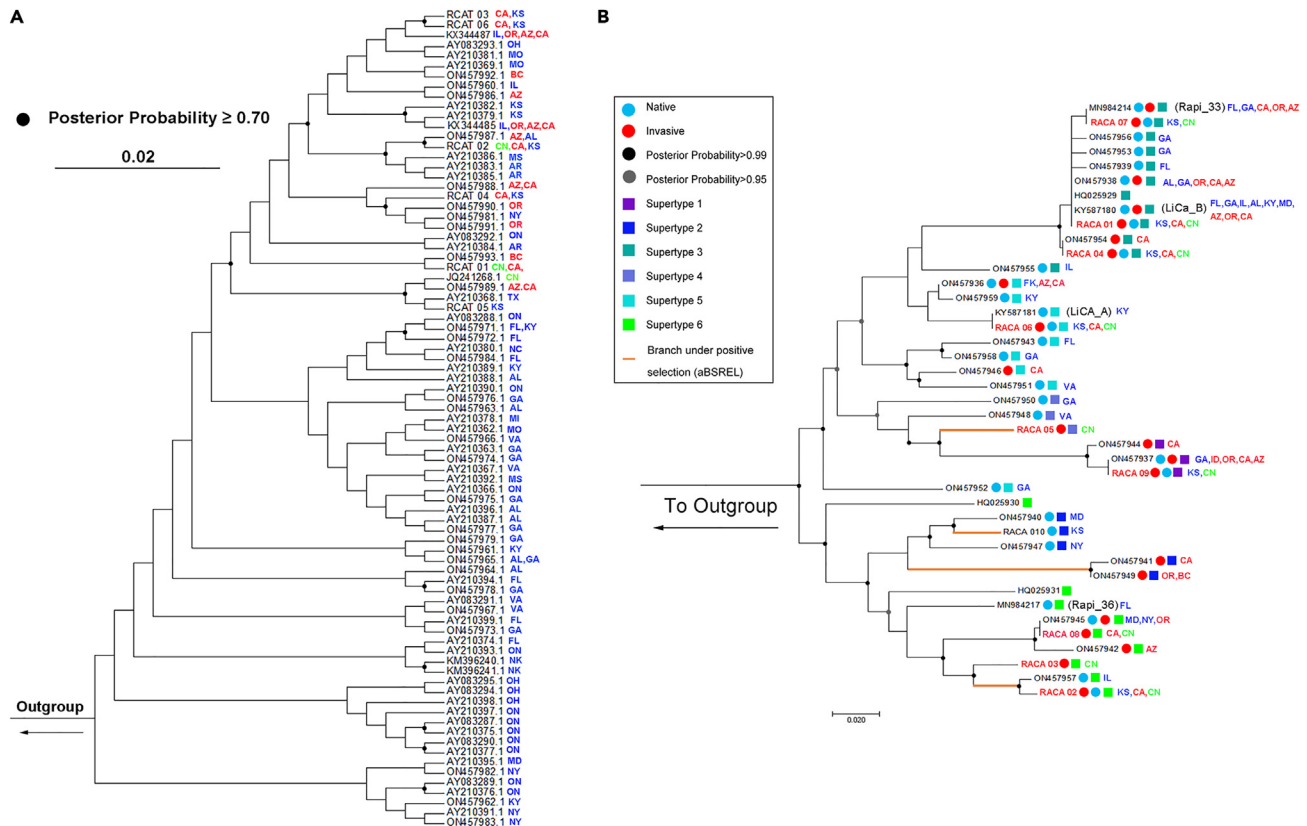 A
RCAT 03 CA,KS
RCAT 06 CA,KS
KX344487 IL,OR,AZ,CA
AY083293.1 OH
AY210381.1 MO
AY210369.1 MO
ON457992.1 BC
ON457960.1 IL
ON457986.1 AZ
AY210382.1 KS
AY210379.1 KS
KX344485 IL,OR,AZ,CA
ON457987.1 AZ,AL
RCAT 02 CN,CA,KS
AY210386.1 MS
AY210383.1 AR
AY210385.1 AR
ON457988.1 AZ,CA
RCAT 04 CA,KS
ON457990.1 OR
ON457981.1 NY
ON457991.1 OR
AY083292.1 ON
AY210384.1 AR
ON457993.1 BC
RCAT 01 CN,CA,
JQ241268.1 CN
ON457989.1 AZ,CA
AY210368.1 TX
RCAT 05 KS
AY083288.1 ON
ON457971.1 FL,KY
ON457972.1 FL
AY210380.1 NC
ON457984.1 FL
AY210389.1 KY
AY210388.1 AL
AY210390.1 ON
ON457976.1 GA
ON457963.1 AL
AY210378.1 MI
AY210362.1 MO
ON457966.1 VA
AY210363.1 GA
ON457974.1 GA
AY210367.1 VA
AY210392.1 MS
AY210366.1 ON
ON457975.1 GA
AY210396.1 AL
AY210387.1 AL
ON457977.1 GA
ON457979.1 GA
ON457961.1 KY
ON457965.1 AL,GA
ON457964.1 AL
AY210394.1 FL
ON457978.1 GA
AY083291.1 VA
ON457967.1 VA
AY210399.1 FL
ON457973.1 GA
AY210374.1 FL
AY210393.1 ON
KM396240.1 NK
KM396241.1 NK
AY083295.1 OH
AY083294.1 OH
AY210398.1 OH
AY210397.1 ON
AY083287.1 ON
AY210375.1 ON
AY083290.1 ON
AY210377.1 ON
AY210395.1 MD
ON457982.1 NY
AY083289.1 ON
AY210376.1 ON
ON457962.1 KY
AY210391.1 NY
ON457983.1 NY
Posterior Probability ≥ 0.70
0.02
Outgroup
B
Native
Invasive
Posterior Probability>0.99
Posterior Probability>0.95
Supertype 1
Supertype 2
Supertype 3
Supertype 4
Supertype 5
Supertype 6
Branch under positive
selection (aBSREL)
MN984214 (Rapi_33) FL,GA,CA,OR,AZ
RACA 07 KS,CN
ON457956 GA
ON457953 GA
ON457939 FL
ON457938 AL,GA,OR,CA,AZ
HQ025929
KY587180 (LiCa_B) FL,GA,IL,AL,KY,MD,
AZ,OR,CA
RACA 01 KS,CA,CN
ON457954 CA
RACA 04 KS,CA,CN
ON457955 IL
ON457936 FK,AZ,CA
ON457959 KY
KY587181 (LiCA_A) KY
RACA 06 KS,CA,CN
ON457943 FL
ON457958 GA
ON457946 CA
ON457951 VA
ON457950 GA
ON457948 VA
RACA 05 CN
ON457944 CA
ON457937 GA,ID,OR,CA,AZ
RACA 09 KS,CN
ON457952 GA
HQ025930
ON457940 MD
RACA 010 KS
ON457947 NY
ON457941 CA
ON457949 OR,BC
HQ025931
MN984217 (Rapi_36) FL
ON457945 MD,NY,OR
RACA 08 CA,CN
ON457942 AZ
RACA 03 CN
ON457957 IL
RACA 02 KS,CA,CN
To Outgroup
0.020